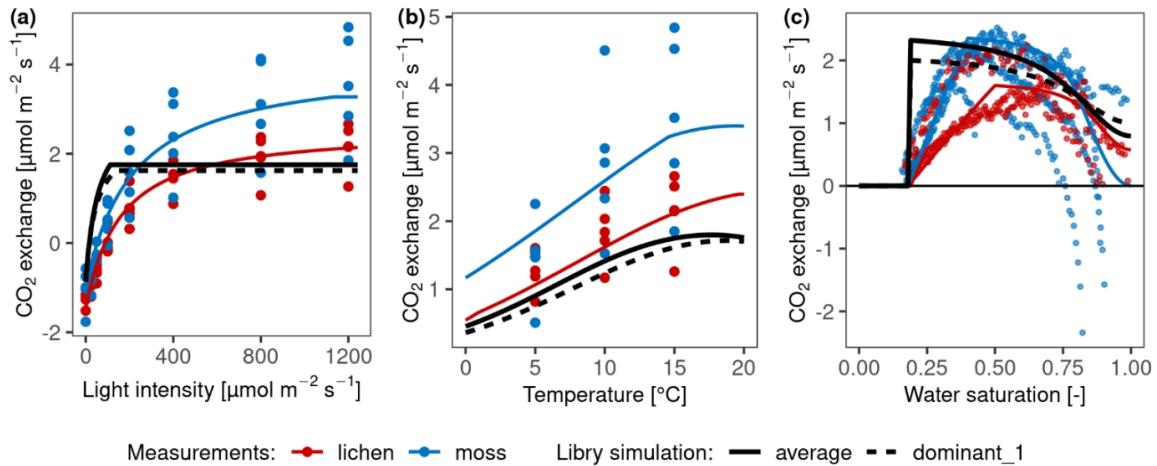 (a)
CO₂ exchange [µmol m⁻² s⁻¹]
4
2
0
-2
0
400
800
1200
Light intensity [µmol m⁻² s⁻¹]
(b)
CO₂ exchange [µmol m⁻² s⁻¹]
5
4
3
2
1
0
5
10
15
20
Temperature [°C]
(c)
CO₂ exchange [µmol m⁻² s⁻¹]
2
1
0
-1
-2
0.00
0.25
0.50
0.75
1.00
Water saturation [-]
Measurements: lichen moss Libry simulation: average dominant_1